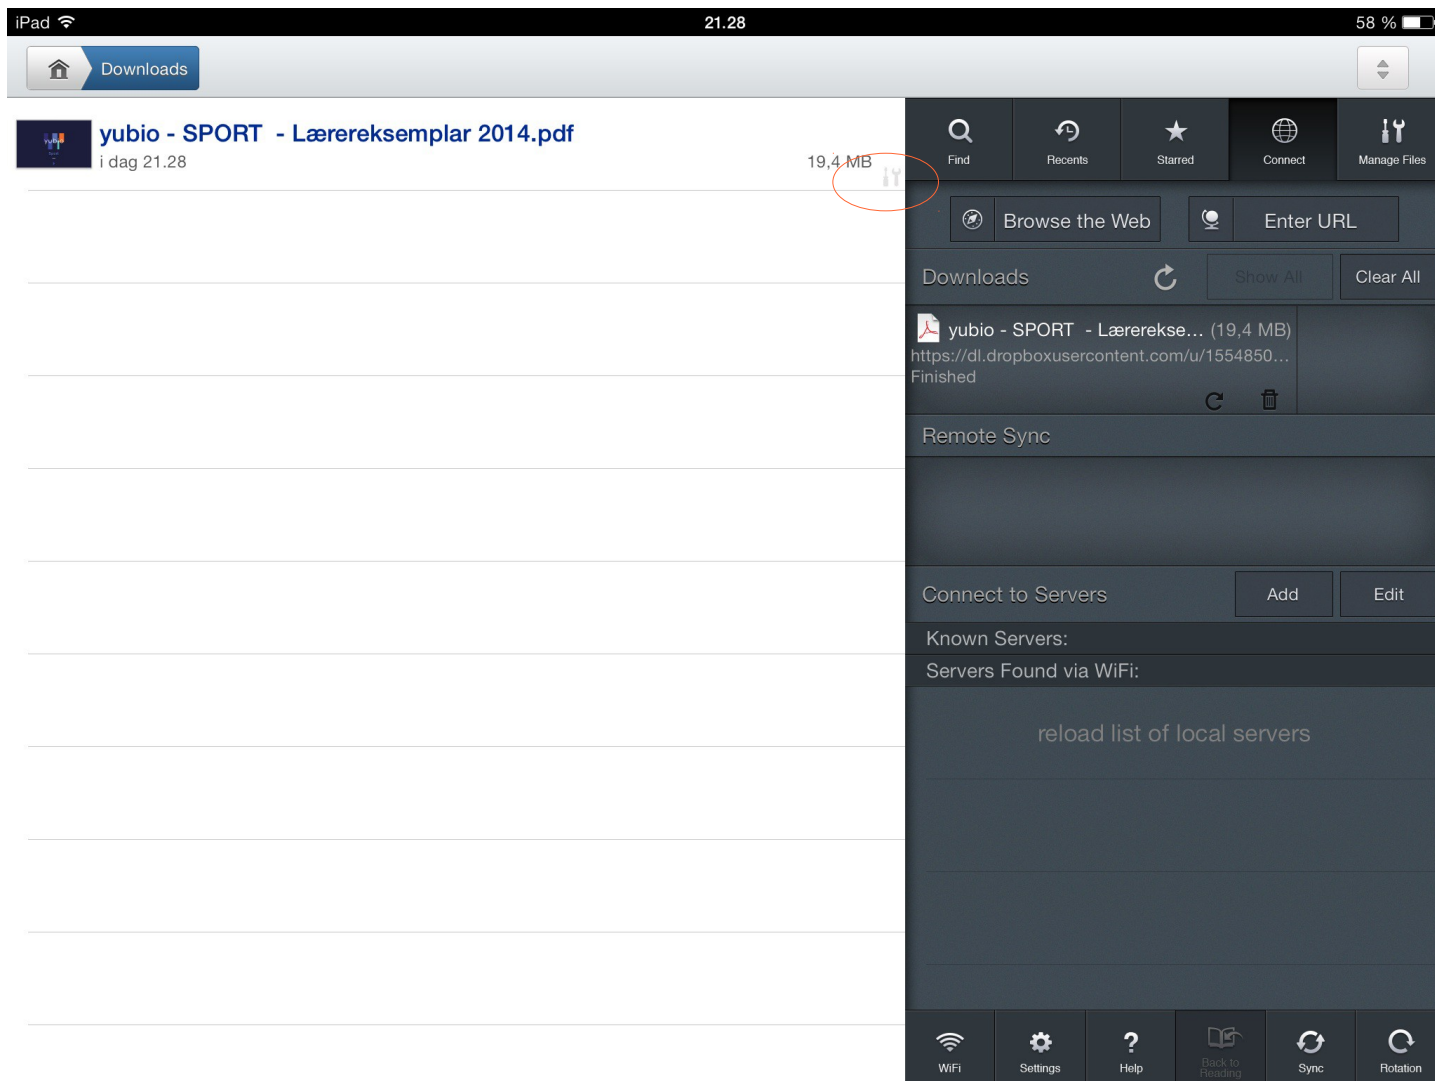 iPad 21.28 58 %
Downloads
yubio - SPORT - Lærereksemplar 2014.pdf
i dag 21.28 19,4 MB
Find Recents Starred Connect Manage Files
Browse the Web Enter URL
Downloads Show All Clear All
yubio - SPORT - Lærerekse... (19,4 MB)
https://dl.dropboxusercontent.com/u/1554850...
Finished
Remote Sync
Connect to Servers Add Edit
Known Servers:
Servers Found via WiFi:
reload list of local servers
WiFi Settings Help Back to Reading Sync Rotation